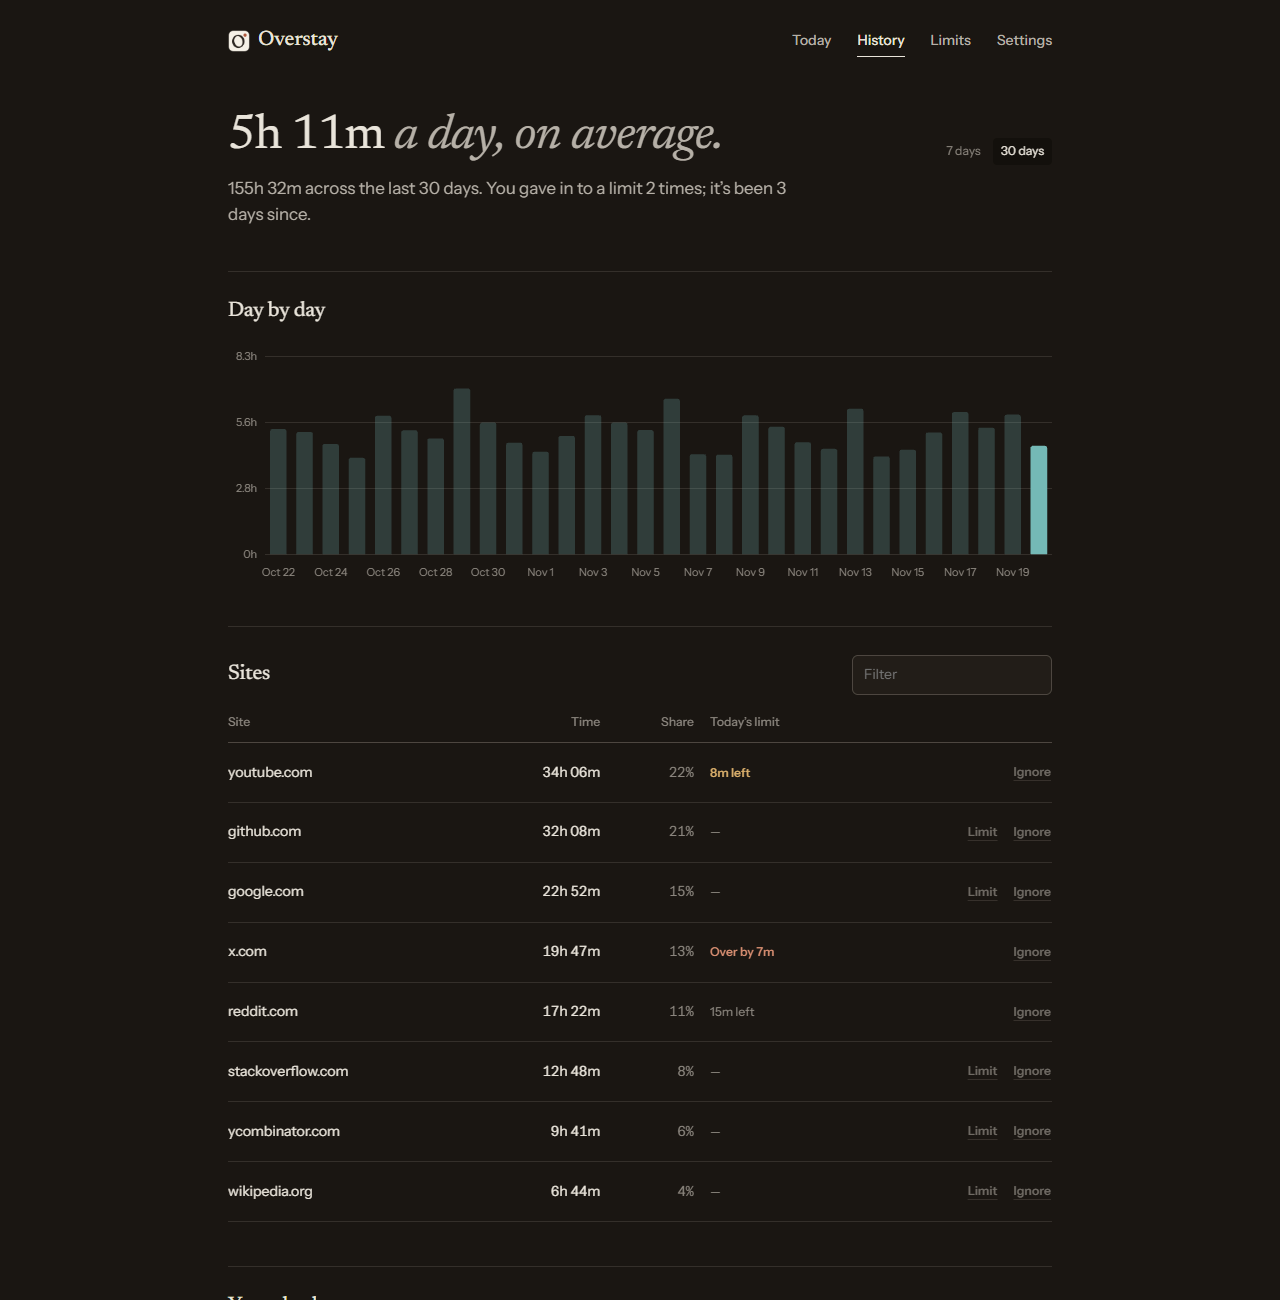 Overstay
Today History Limits Settings
5h 11m a day, on average.
7 days 30 days
155h 32m across the last 30 days. You gave in to a limit 2 times; it's been 3
days since.
Day by day
8.3h
5.6h
2.8h
0h
Oct 22 Oct 24 Oct 26 Oct 28 Oct 30 Nov 1 Nov 3 Nov 5 Nov 7 Nov 9 Nov 11 Nov 13 Nov 15 Nov 17 Nov 19
Sites
Filter
Site Time Share Today's limit
youtube.com 34h 06m 22% 8m left Ignore
github.com 32h 08m 21% – Limit Ignore
google.com 22h 52m 15% – Limit Ignore
x.com 19h 47m 13% Over by 7m Ignore
reddit.com 17h 22m 11% 15m left Ignore
stackoverflow.com 12h 48m 8% – Limit Ignore
ycombinator.com 9h 41m 6% – Limit Ignore
wikipedia.org 6h 44m 4% – Limit Ignore